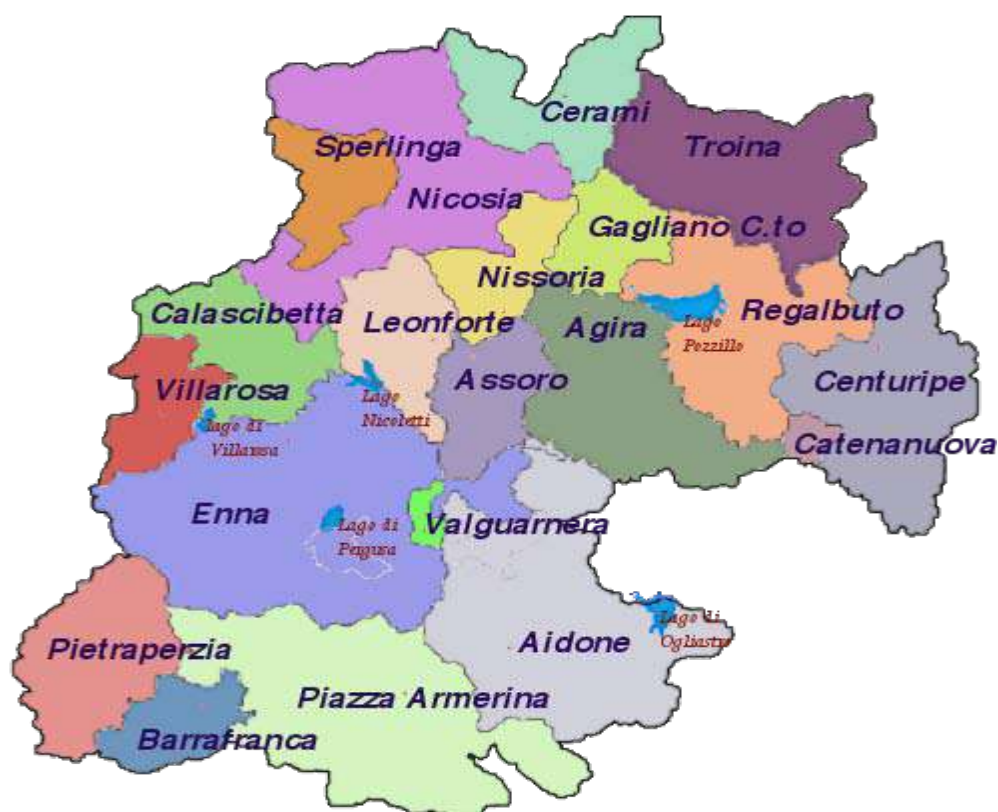 Cerami
Sperlinga
Troina
Nicosia
Gagliano C.to
Nissoria
Calascibetta
Leonforte
Agira
Regalbuto
Lago
Pozzillo
Villarosa
Assoro
Centuripe
Lago
Nicoletti
lago di
Villarosa
Catenanuova
Enna
Lago di
Pergusa
Valguarnera
Pietraperzia
Aidone
Lago di
Ogliastro
Piazza Armerina
Barrafranca